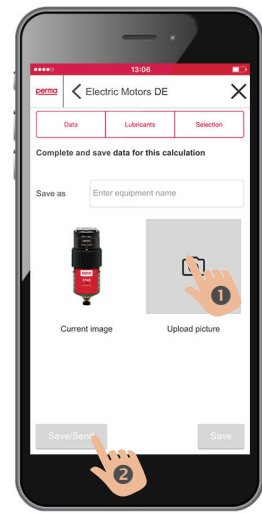 13:06
perma
Electric Motors DE
Data Lubricants Selection
Complete and save data for this calculation
Save as Enter equipment name
perma
STAR
Current image Upload picture
1
Save/Send Save
2